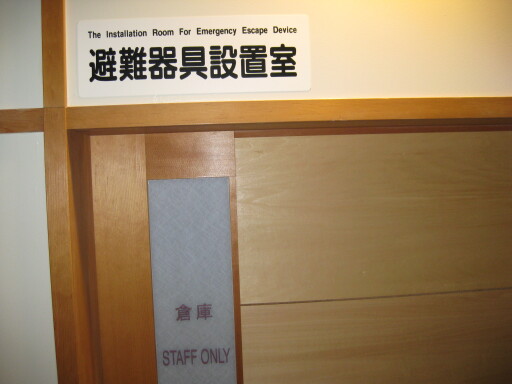 The Installation Room For Emergency Escape Device
避難器具設置室
倉庫
STAFF ONLY